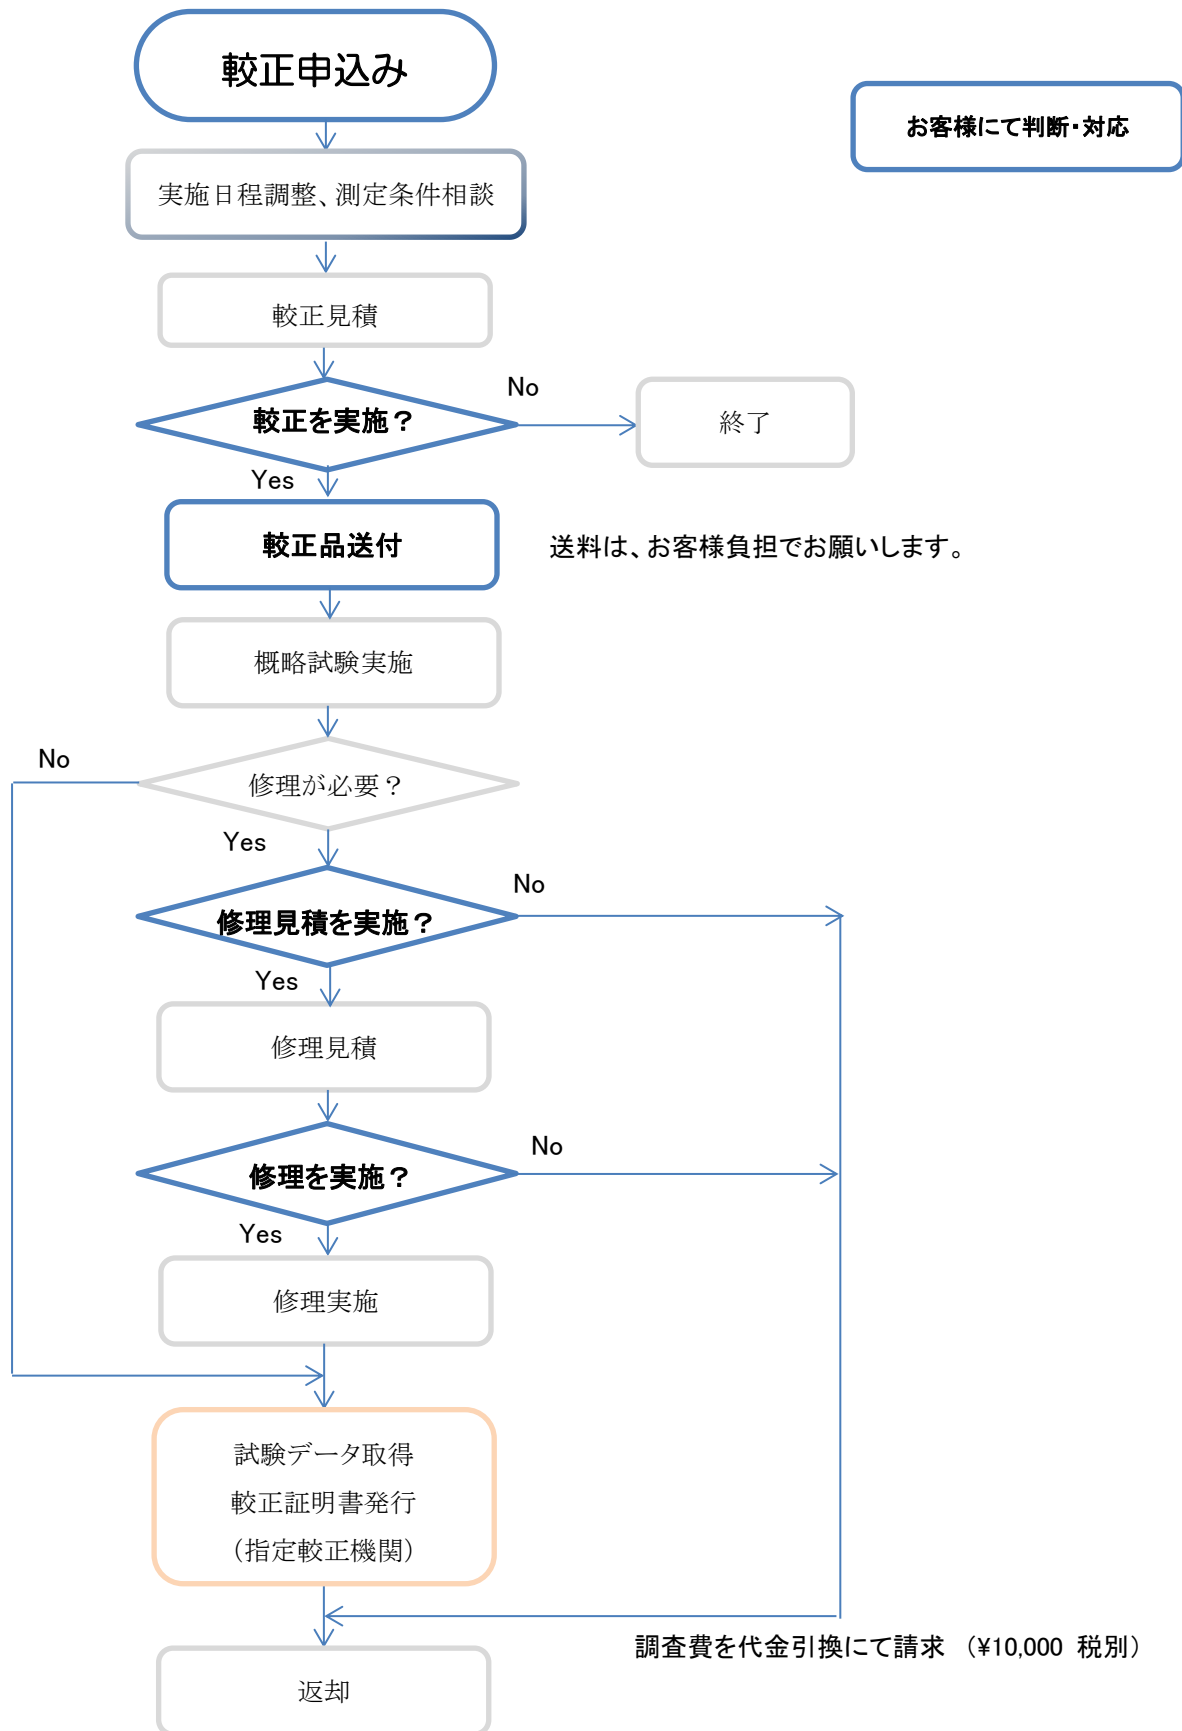 較正申込み
お客様にて判断・対応
実施日程調整、測定条件相談
較正見積
較正を実施？
No
終了
Yes
較正品送付
送料は、お客様負担でお願いします。
概略試験実施
No
修理が必要？
Yes
No
修理見積を実施？
Yes
修理見積
No
修理を実施？
Yes
修理実施
試験データ取得
較正証明書発行
（指定較正機関）
調査費を代金引換にて請求 （¥10,000 税別）
返却